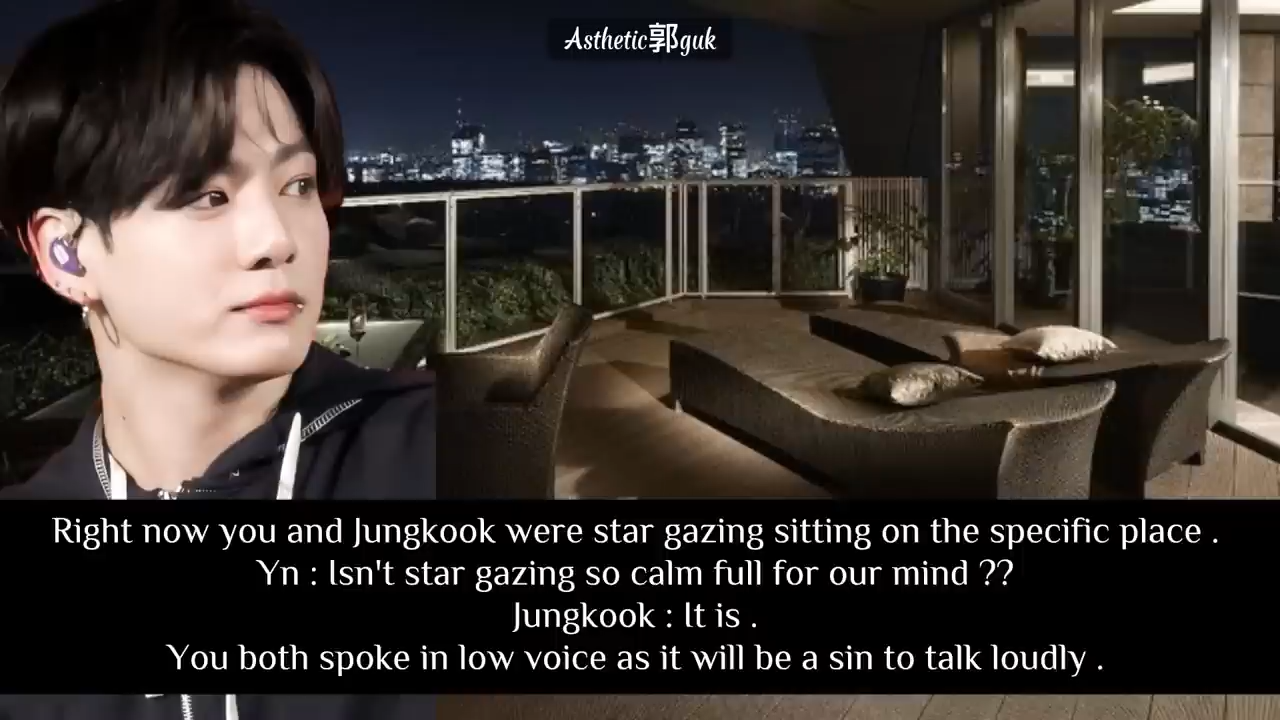 Asthetic郭guk
Right now you and Jungkook were star gazing sitting on the specific place .
Yn : Isn't star gazing so calm full for our mind ??
Jungkook : It is .
You both spoke in low voice as it will be a sin to talk loudly .